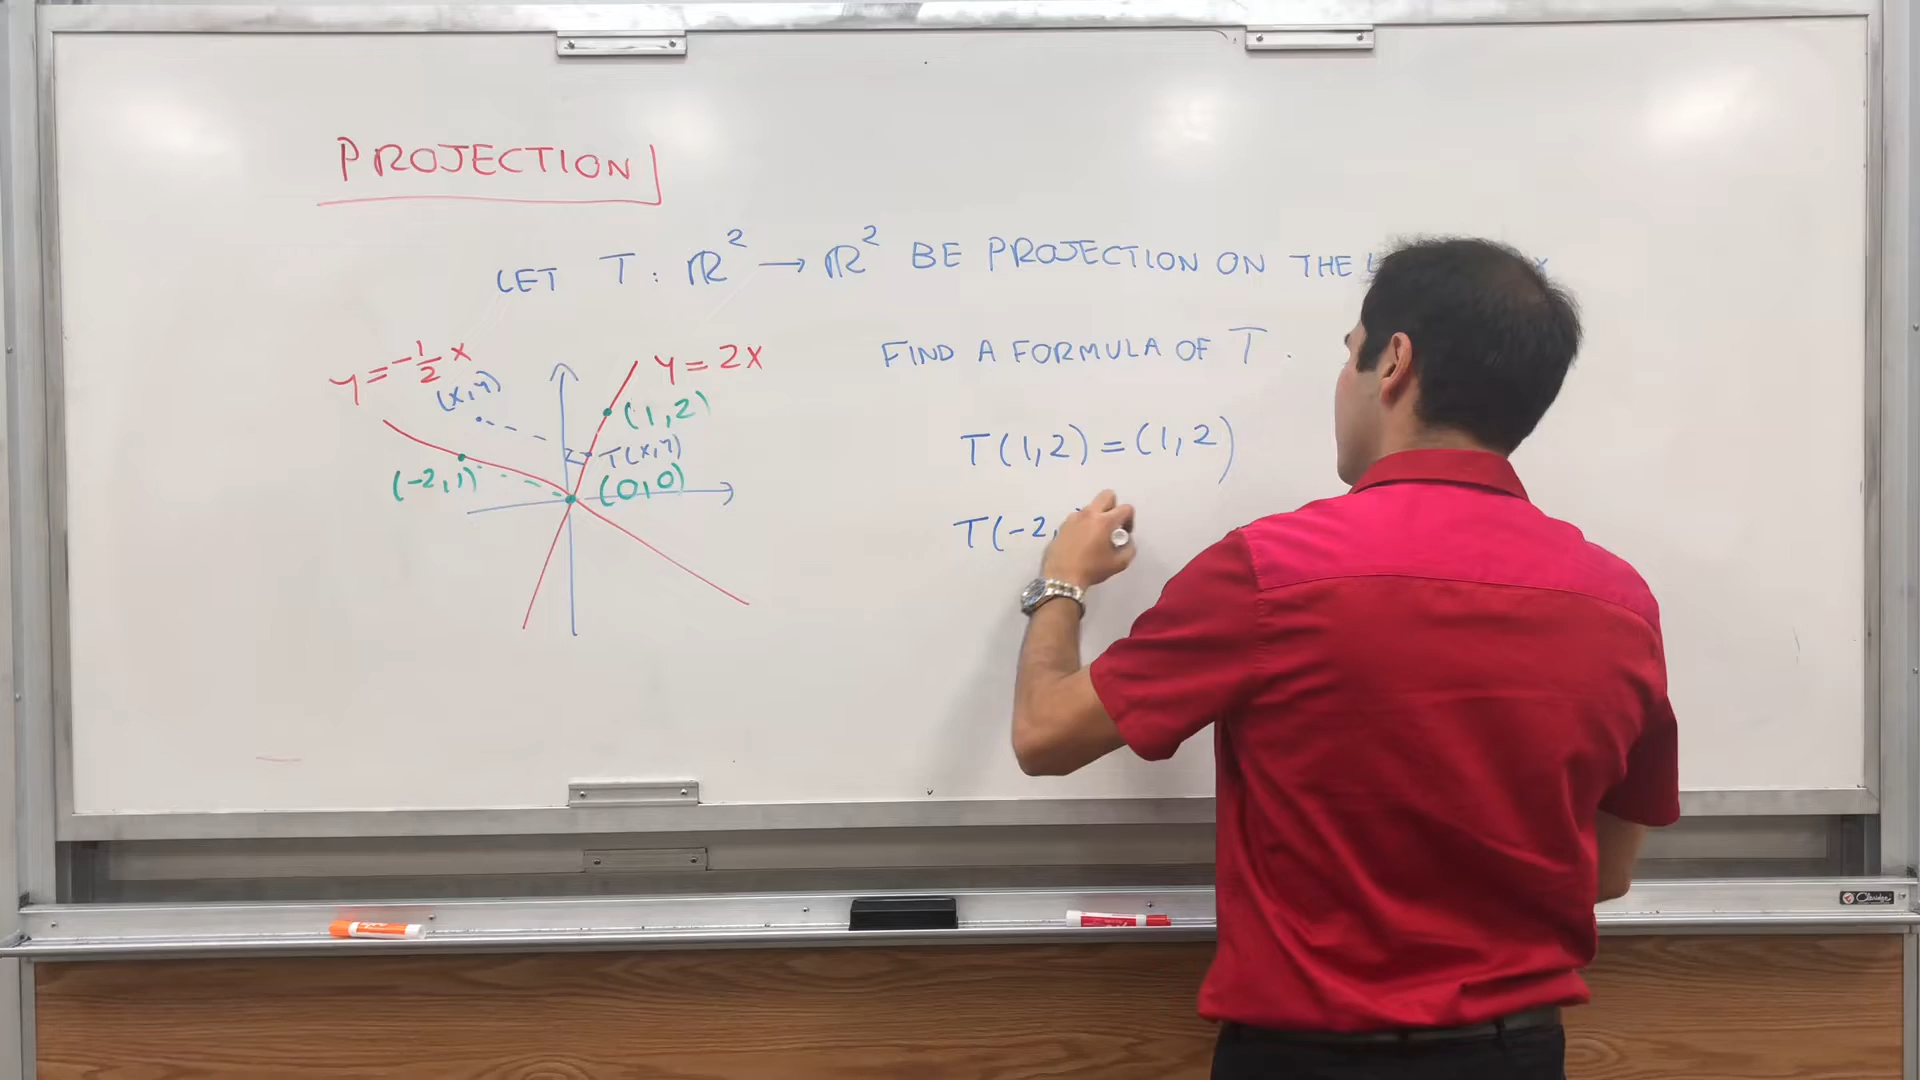 PROJECTION
LET T : ℝ² → ℝ² BE PROJECTION ON THE
FIND A FORMULA OF T .
y = -1/2 x
y = 2x
(x,y)
(1,2)
T(x,y)
(-2,1)
(0,0)
T(1,2) = (1,2)
T(-2,
Claridge